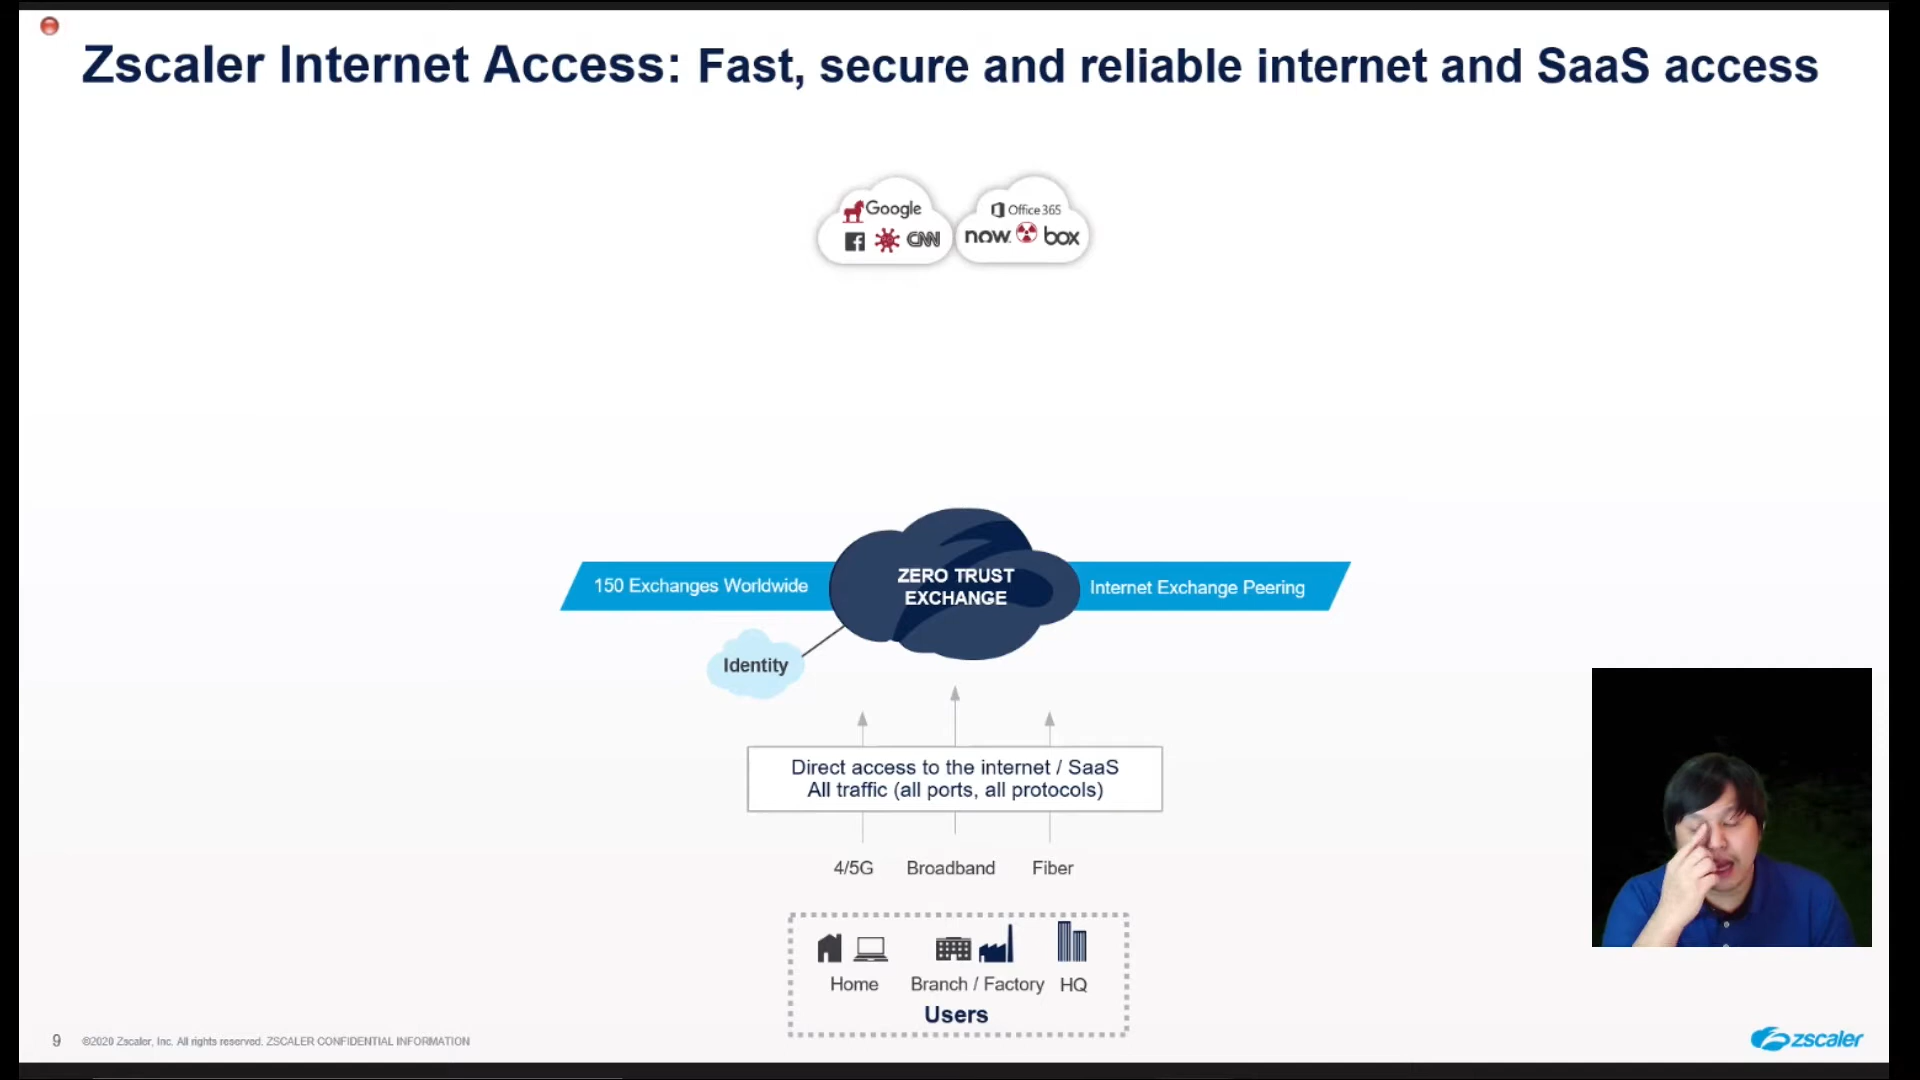 Zscaler Internet Access: Fast, secure and reliable internet and SaaS access
Google
CNN
Office 365
now.
box
150 Exchanges Worldwide
ZERO TRUST
EXCHANGE
Internet Exchange Peering
Identity
Direct access to the internet / SaaS
All traffic (all ports, all protocols)
4/5G
Broadband
Fiber
Home
Branch / Factory
HQ
Users
9
©2020 Zscaler, Inc. All rights reserved. ZSCALER CONFIDENTIAL INFORMATION
zscaler